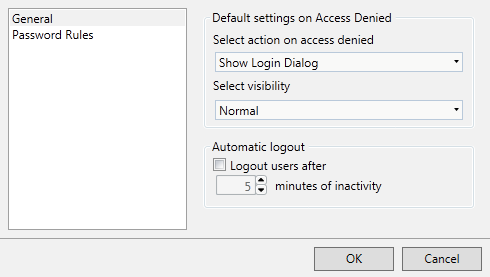 General
Password Rules
Default settings on Access Denied
Select action on access denied
Show Login Dialog
Select visibility
Normal
Automatic logout
Logout users after
5 minutes of inactivity
OK Cancel